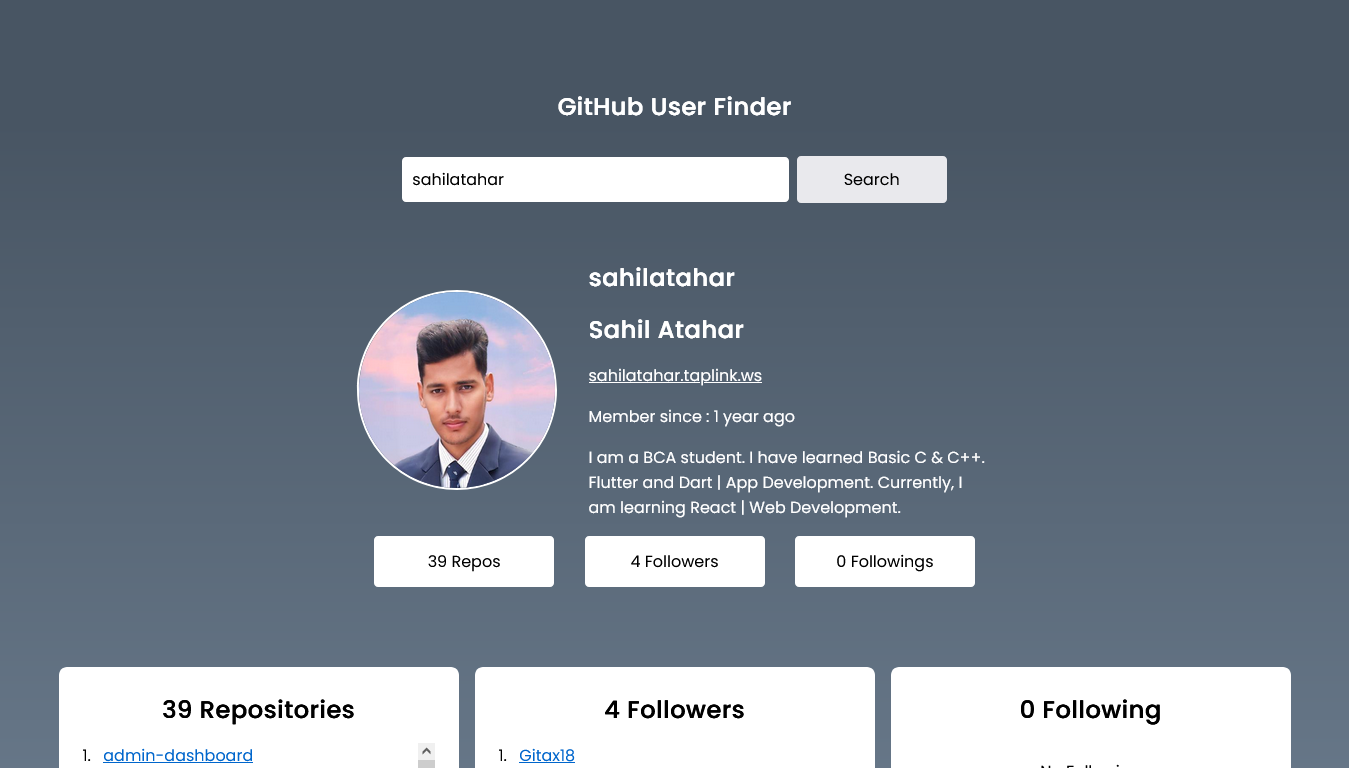 GitHub User Finder
sahilatahar
Search
sahilatahar
Sahil Atahar
sahilatahar.taplink.ws
Member since : 1 year ago
I am a BCA student. I have learned Basic C & C++.
Flutter and Dart | App Development. Currently, I
am learning React | Web Development.
39 Repos
4 Followers
0 Followings
39 Repositories
1. admin-dashboard
4 Followers
1. Gitax18
0 Following